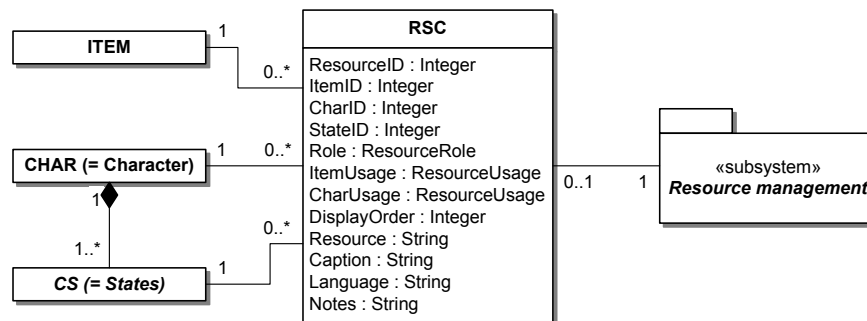 ITEM
1
0..*
CHAR (= Character)
1
0..*
1
1..*
CS (= States)
1
0..*
RSC
ResourceID : Integer
ItemID : Integer
CharID : Integer
StateID : Integer
Role : ResourceRole
ItemUsage : ResourceUsage
CharUsage : ResourceUsage
DisplayOrder : Integer
Resource : String
Caption : String
Language : String
Notes : String
0..1
1
«subsystem»
Resource management